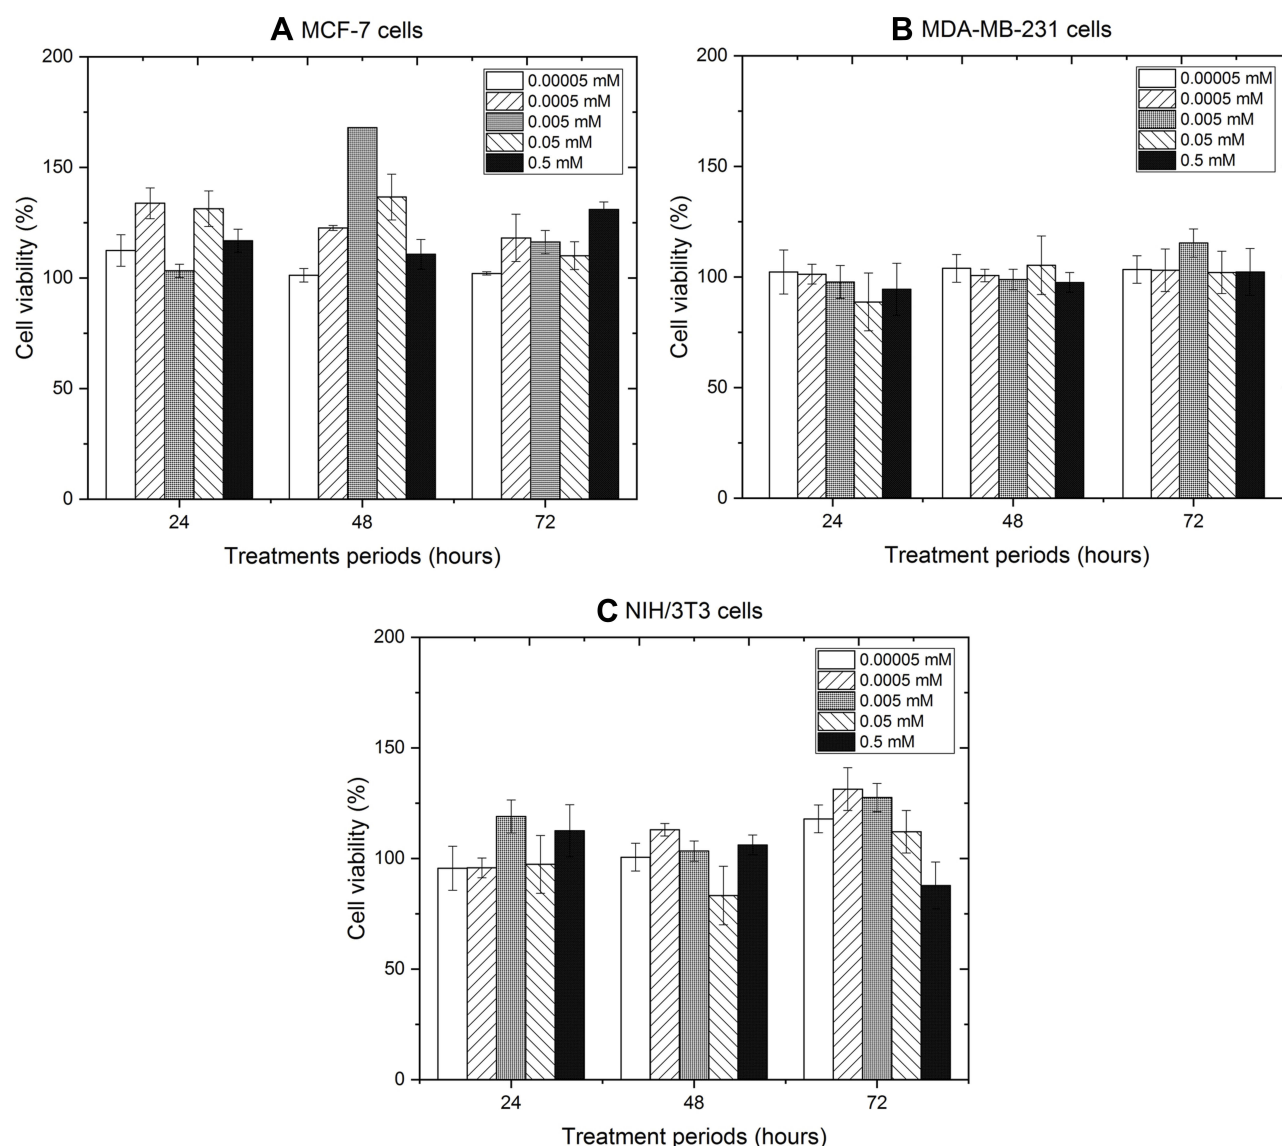 A MCF-7 cells
200
150
100
50
0
Cell viability (%)
0.00005 mM
0.0005 mM
0.005 mM
0.05 mM
0.5 mM
24 48 72
Treatments periods (hours)
B MDA-MB-231 cells
200
150
100
50
0
Cell viability (%)
0.00005 mM
0.0005 mM
0.005 mM
0.05 mM
0.5 mM
24 48 72
Treatment periods (hours)
C NIH/3T3 cells
200
150
100
50
0
Cell viability (%)
0.00005 mM
0.0005 mM
0.005 mM
0.05 mM
0.5 mM
24 48 72
Treatment periods (hours)